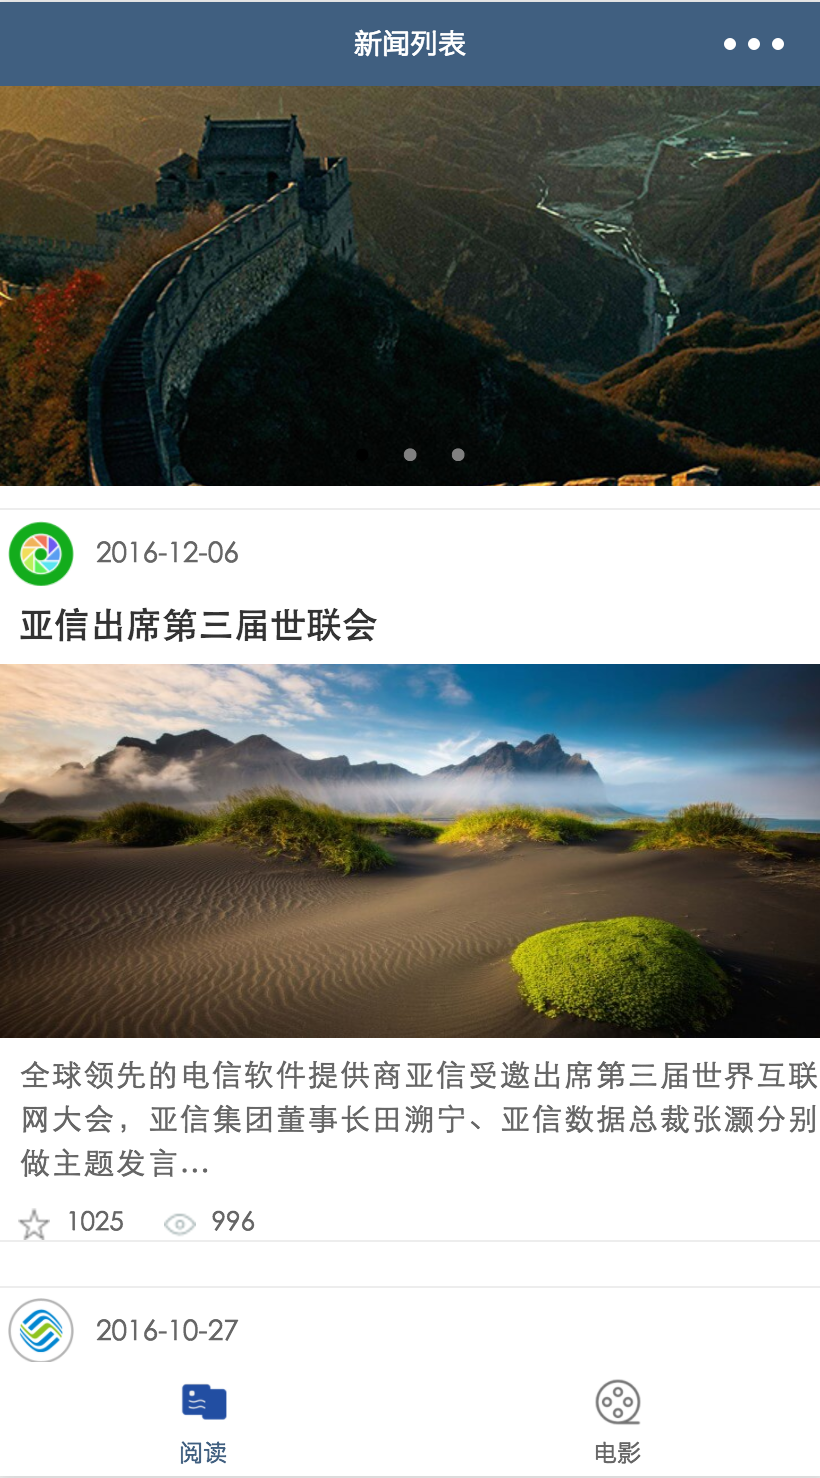 新闻列表
2016-12-06
亚信出席第三届世联会
全球领先的电信软件提供商亚信受邀出席第三届世界互联
网大会，亚信集团董事长田溯宁、亚信数据总裁张灏分别
做主题发言...
1025 996
2016-10-27
阅读 电影